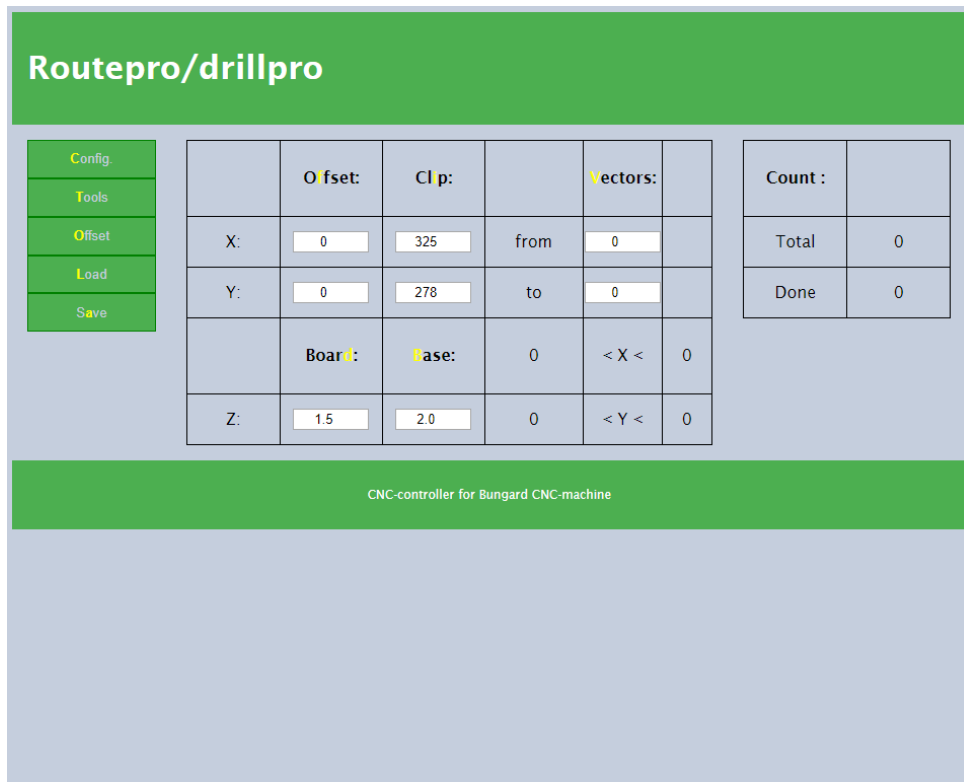 Routepro/drillpro
Config.
Tools
Offset
Load
Save
Offset: Clip: Vectors:
X: 0 325 from 0
Y: 0 278 to 0
Board: Base: 0 < X < 0
Z: 1.5 2.0 0 < Y < 0
Count :
Total 0
Done 0
CNC-controller for Bungard CNC-machine